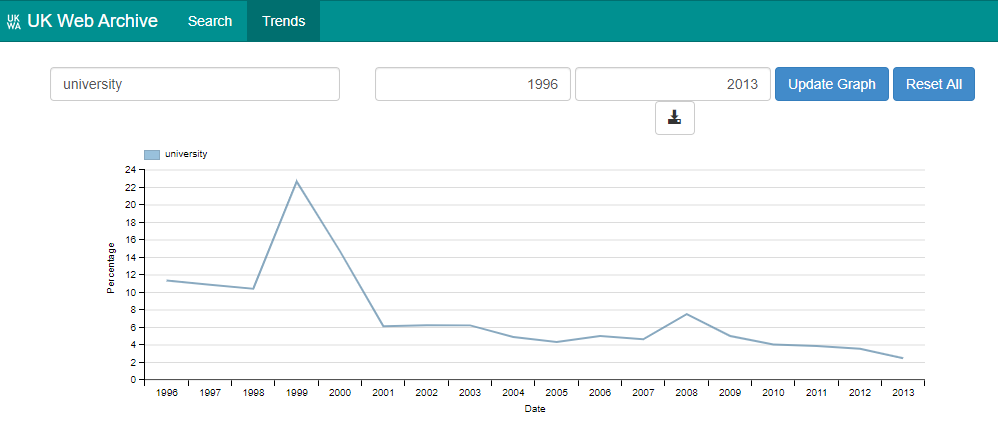 UK
WA UK Web Archive Search Trends
university 1996 2013 Update Graph Reset All
university
24
22
20
18
16
14
12
10
8
6
4
2
0
Percentage
1996 1997 1998 1999 2000 2001 2002 2003 2004 2005 2006 2007 2008 2009 2010 2011 2012 2013
Date